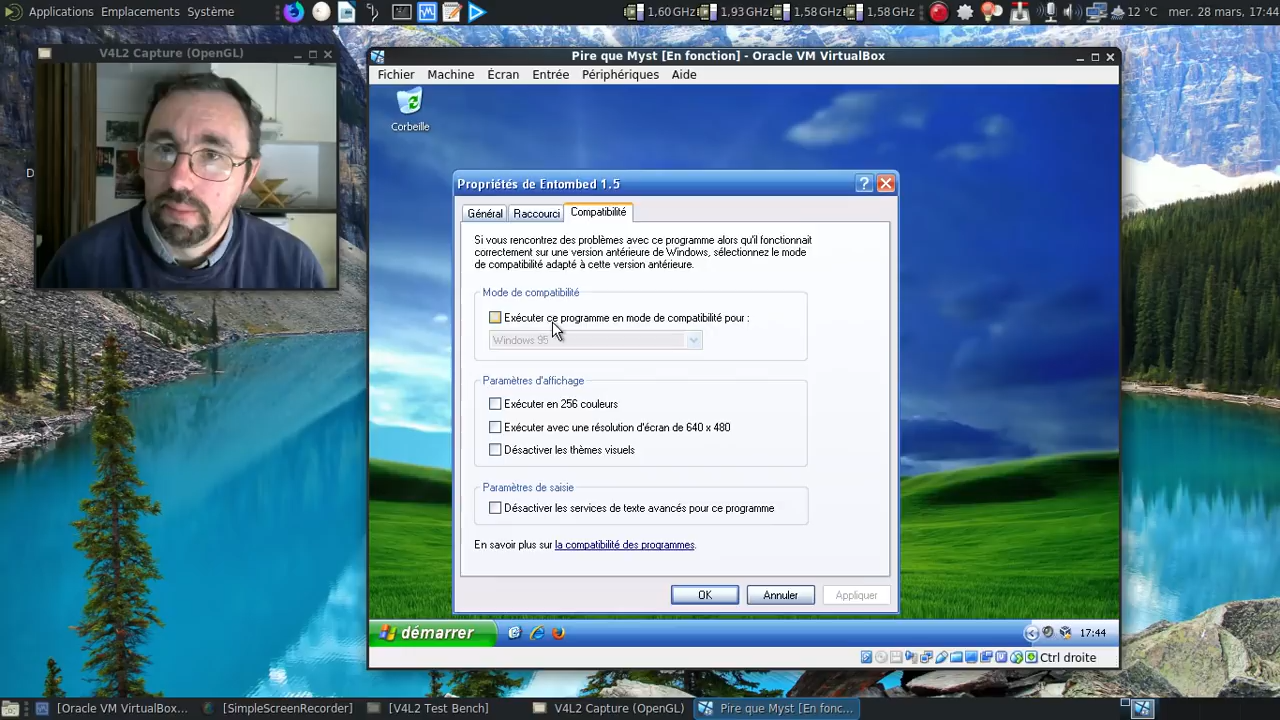 Applications Emplacements Système
1,60 GHz 1,93 GHz 1,58 GHz 1,58 GHz
12 °C mer. 28 mars, 17:44
V4L2 Capture (OpenGL)
Pire que Myst [En fonction] - Oracle VM VirtualBox
Fichier Machine Écran Entrée Périphériques Aide
Corbeille
D
Propriétés de Entombed 1.5
Général Raccourci Compatibilité
Si vous rencontrez des problèmes avec ce programme alors qu'il fonctionnait
correctement sur une version antérieure de Windows, sélectionnez le mode
de compatibilité adapté à cette version antérieure.
Mode de compatibilité
Exécuter ce programme en mode de compatibilité pour :
Windows 95
Paramètres d'affichage
Exécuter en 256 couleurs
Exécuter avec une résolution d'écran de 640 x 480
Désactiver les thèmes visuels
Paramètres de saisie
Désactiver les services de texte avancés pour ce programme
En savoir plus sur la compatibilité des programmes.
OK Annuler Appliquer
démarrer
17:44
Ctrl droite
[Oracle VM VirtualBox... [SimpleScreenRecorder] [V4L2 Test Bench] V4L2 Capture (OpenGL) Pire que Myst [En fonc...